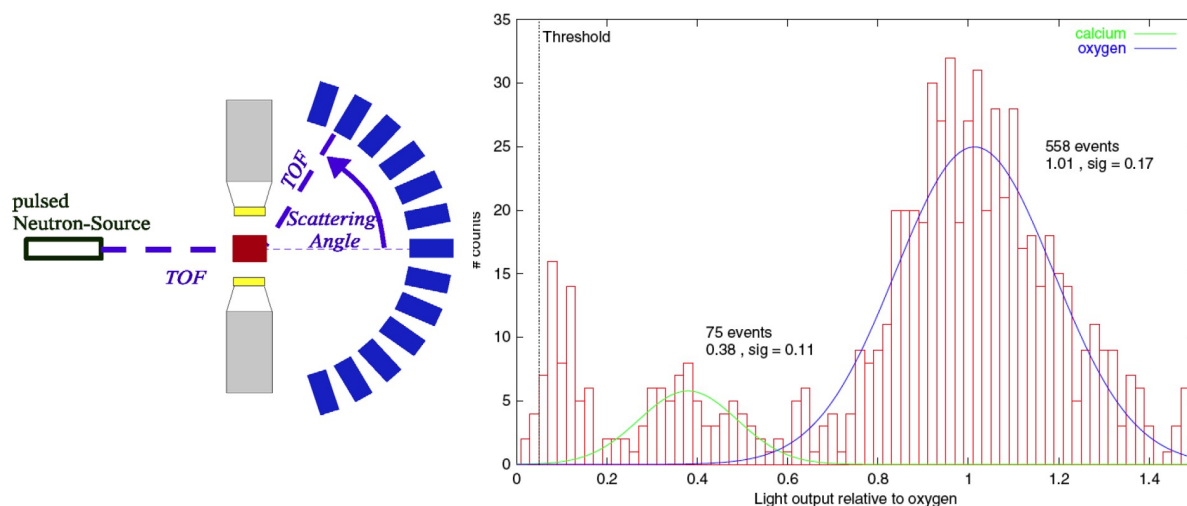 pulsed
Neutron-Source
TOF
TOF
Scattering
Angle
35
30
25
20
15
10
5
0
# counts
Threshold
calcium
oxygen
558 events
1.01 , sig = 0.17
75 events
0.38 , sig = 0.11
0 0.2 0.4 0.6 0.8 1 1.2 1.4
Light output relative to oxygen